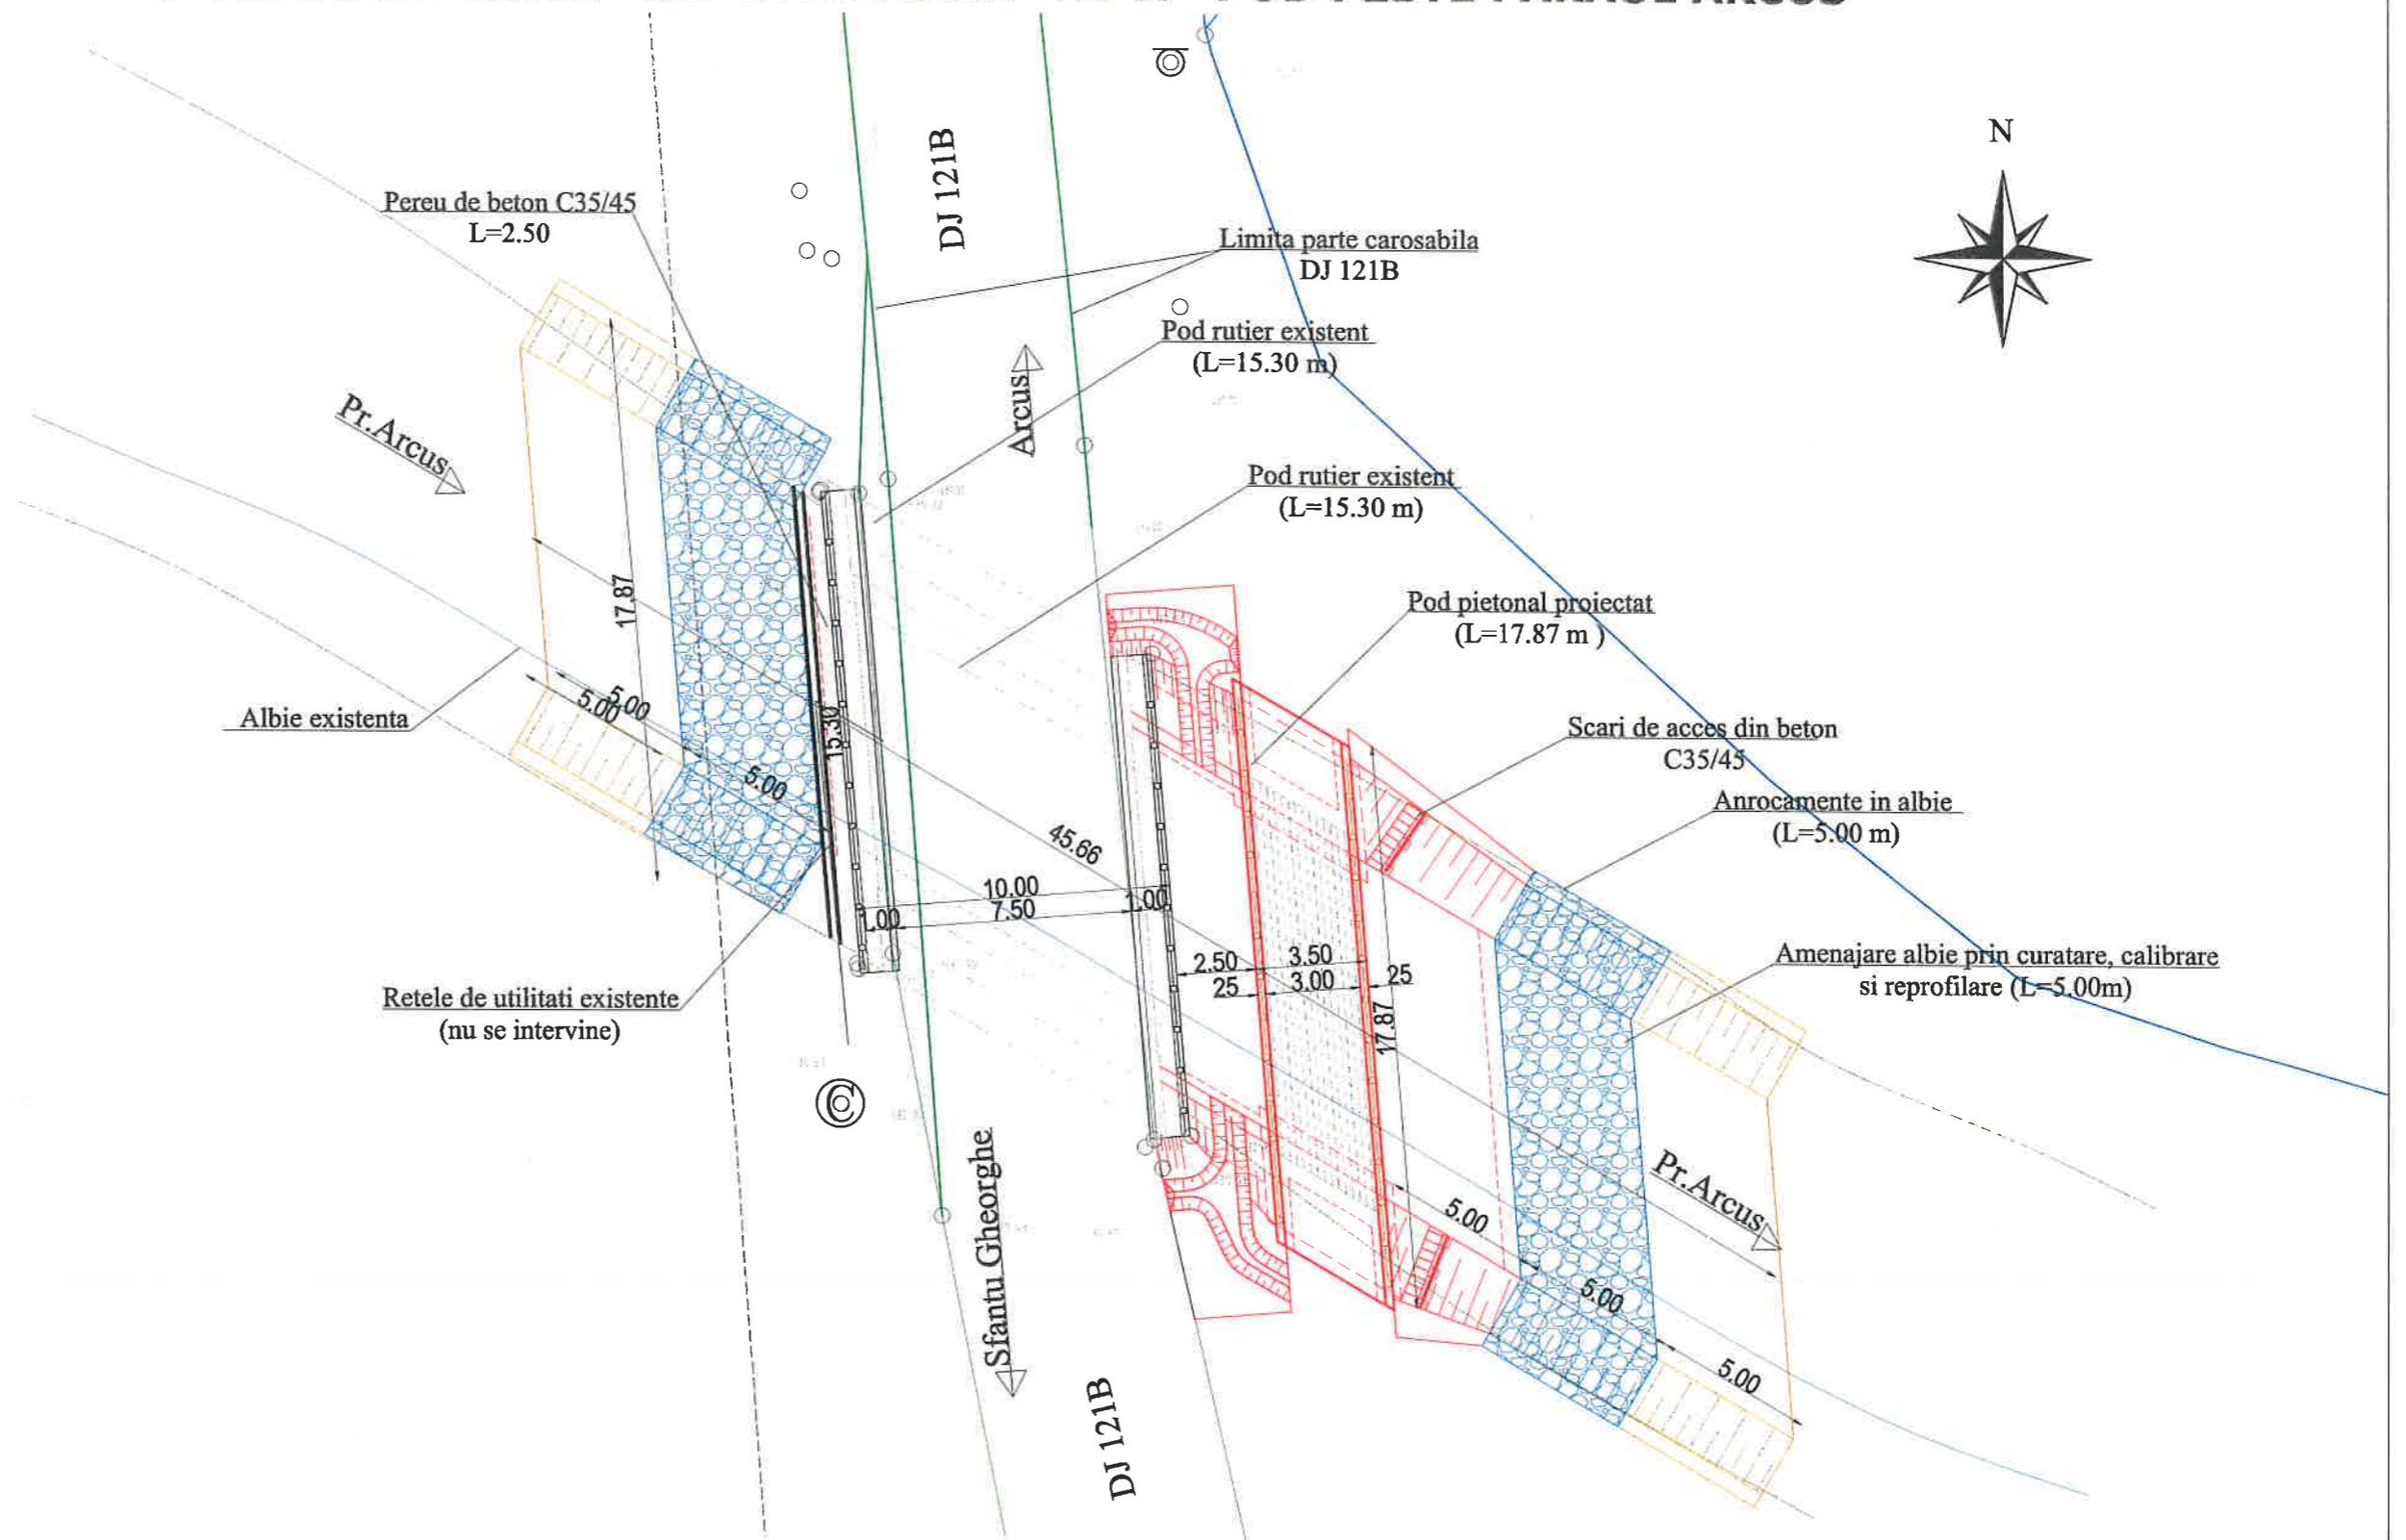 POD PESTE PARAUL ARCUS
N
DJ 121B
Pereu de beton C35/45
L=2.50
Limita parte carosabila
DJ 121B
Pod rutier existent
(L=15.30 m)
Arcus
Pr.Arcus
Pod rutier existent
(L=15.30 m)
17.87
Pod pietonal proiectat
(L=17.87 m )
5.00
5.00
Albie existenta
15.30
Scari de acces din beton
C35/45
5.00
Anrocamente in albie
(L=5.00 m)
45.66
10.00
1.00
7.50
1.00
Amenajare albie prin curatare, calibrare
si reprofilare (L=5.00m)
2.50
3.50
25
3.00
25
Retele de utilitati existente
(nu se intervine)
17.87
C
Sfantu Gheorghe
Pr.Arcus
5.00
5.00
5.00
DJ 121B